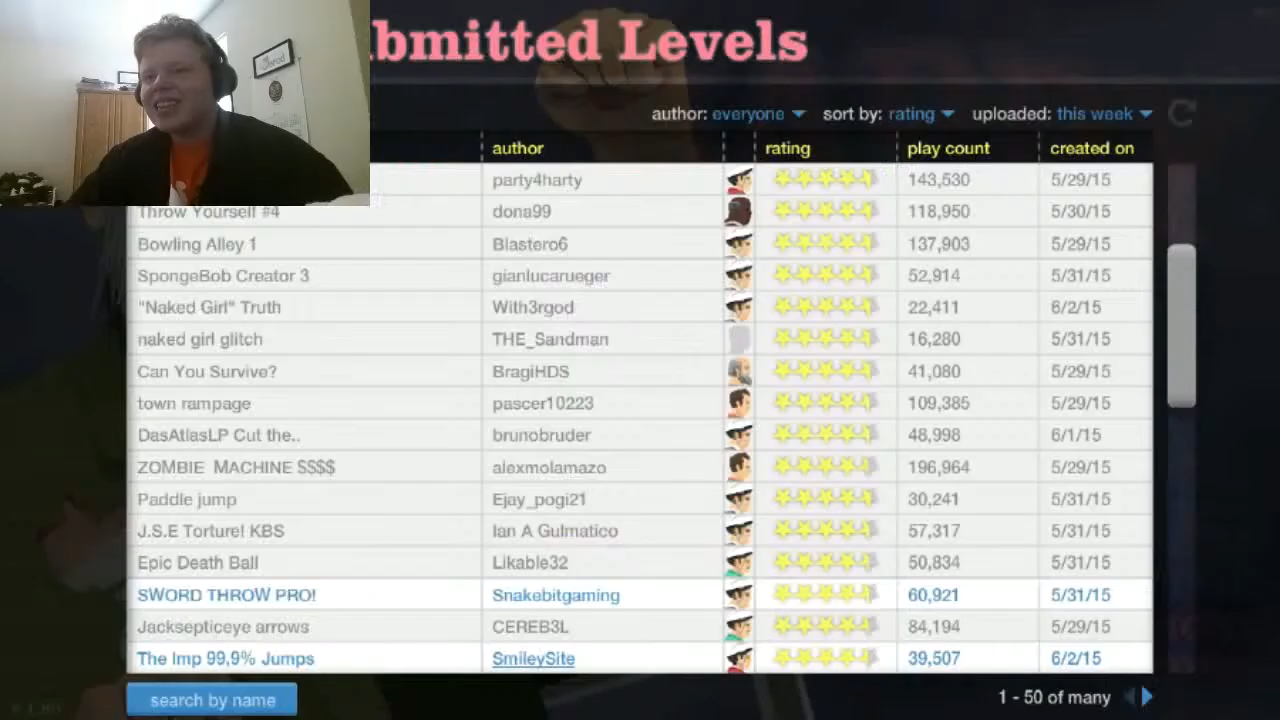 bmitted Levels
author: everyone sort by: rating uploaded: this week
author rating play count created on
party4harty 143,530 5/29/15
Throw Yourself #4 dona99 118,950 5/30/15
Bowling Alley 1 Blastero6 137,903 5/29/15
SpongeBob Creator 3 gianlucarueger 52,914 5/31/15
"Naked Girl" Truth With3rgod 22,411 6/2/15
naked girl glitch THE_Sandman 16,280 5/31/15
Can You Survive? BragiHDS 41,080 5/29/15
town rampage pascer10223 109,385 5/29/15
DasAtlasLP Cut the.. brunobruder 48,998 6/1/15
ZOMBIE MACHINE $$$$ alexmolamazo 196,964 5/29/15
Paddle jump Ejay_pogi21 30,241 5/31/15
J.S.E Torture! KBS Ian A Gulmatico 57,317 5/31/15
Epic Death Ball Likable32 50,834 5/31/15
SWORD THROW PRO! Snakebitgaming 60,921 5/31/15
Jacksepticeye arrows CEREB3L 84,194 5/29/15
The Imp 99,9% Jumps SmileySite 39,507 6/2/15
search by name 1 - 50 of many